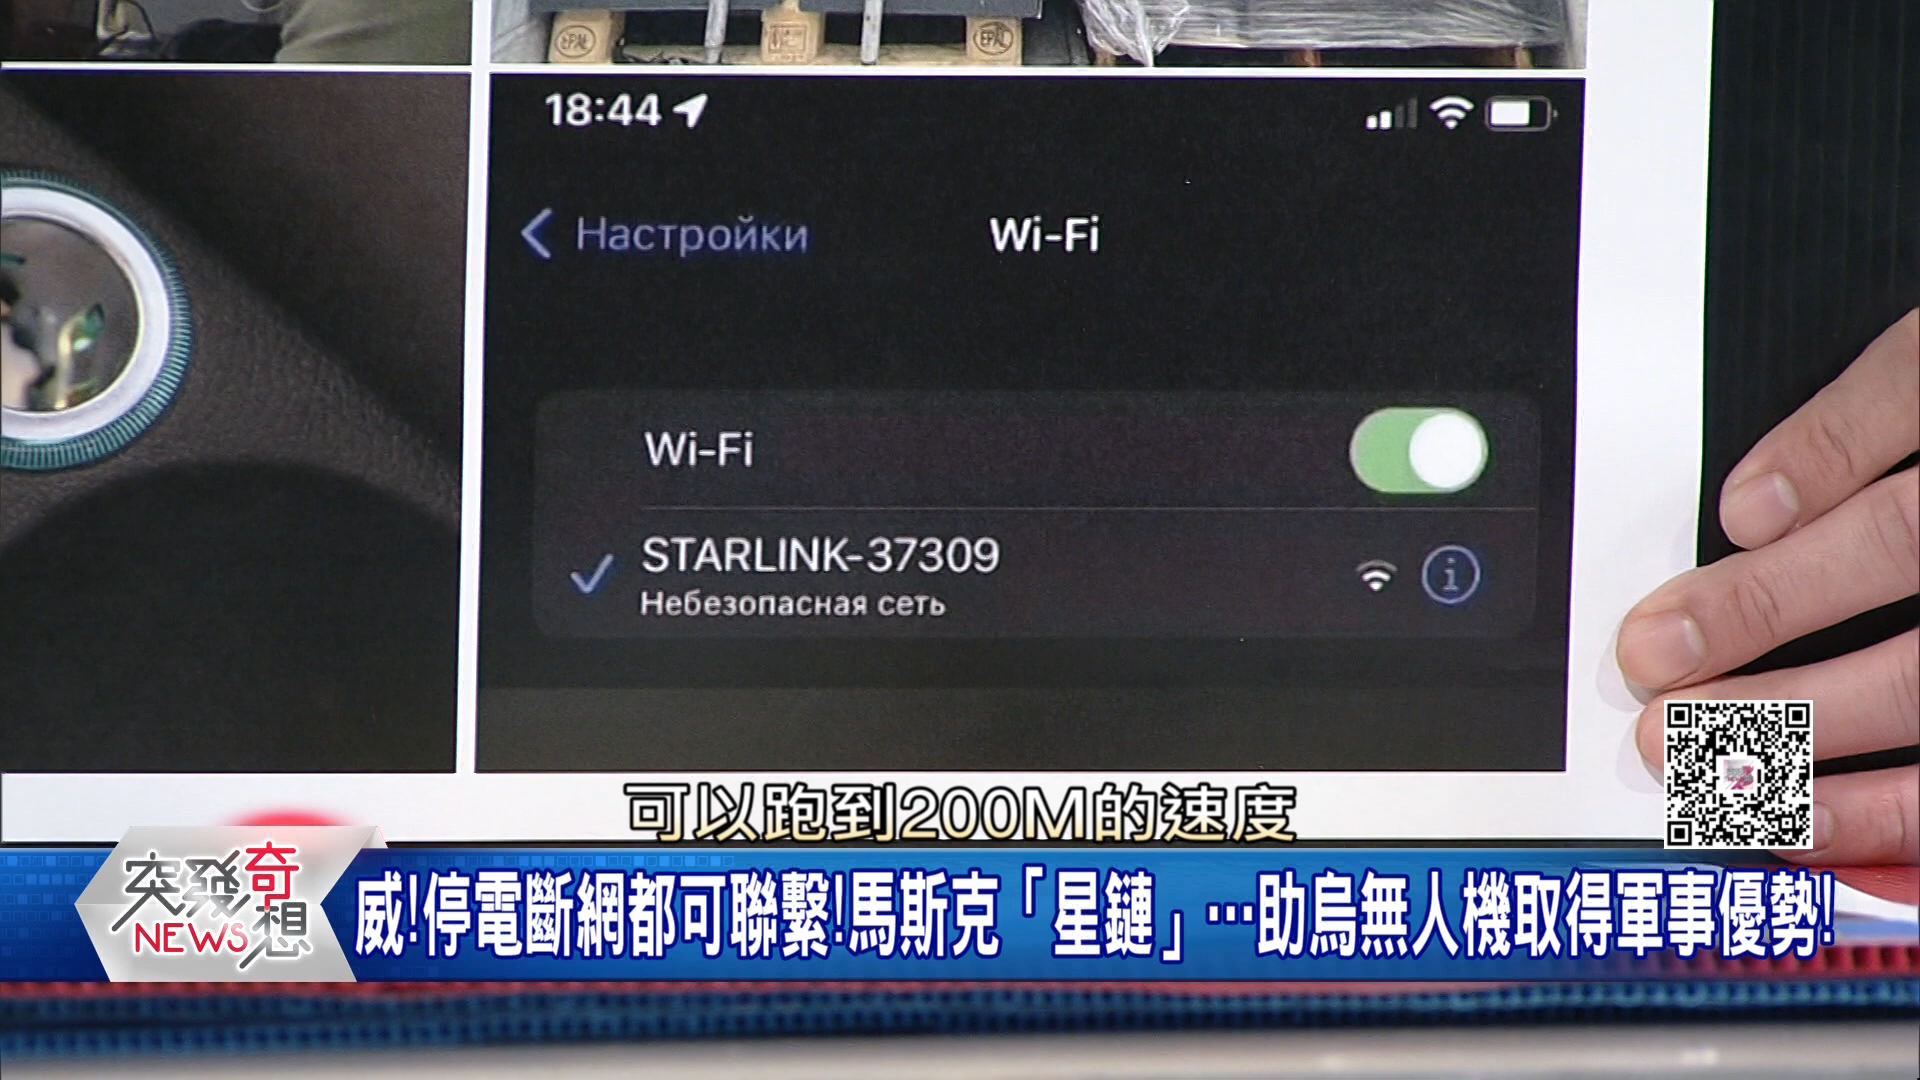 EPAL
EPAL
18:44
Настройки
Wi-Fi
Wi-Fi
STARLINK-37309
Небезопасная сеть
可以跑到200M的速度
突發奇想
NEWS
威!停電斷網都可聯繫!馬斯克「星鏈」…助烏無人機取得軍事優勢!